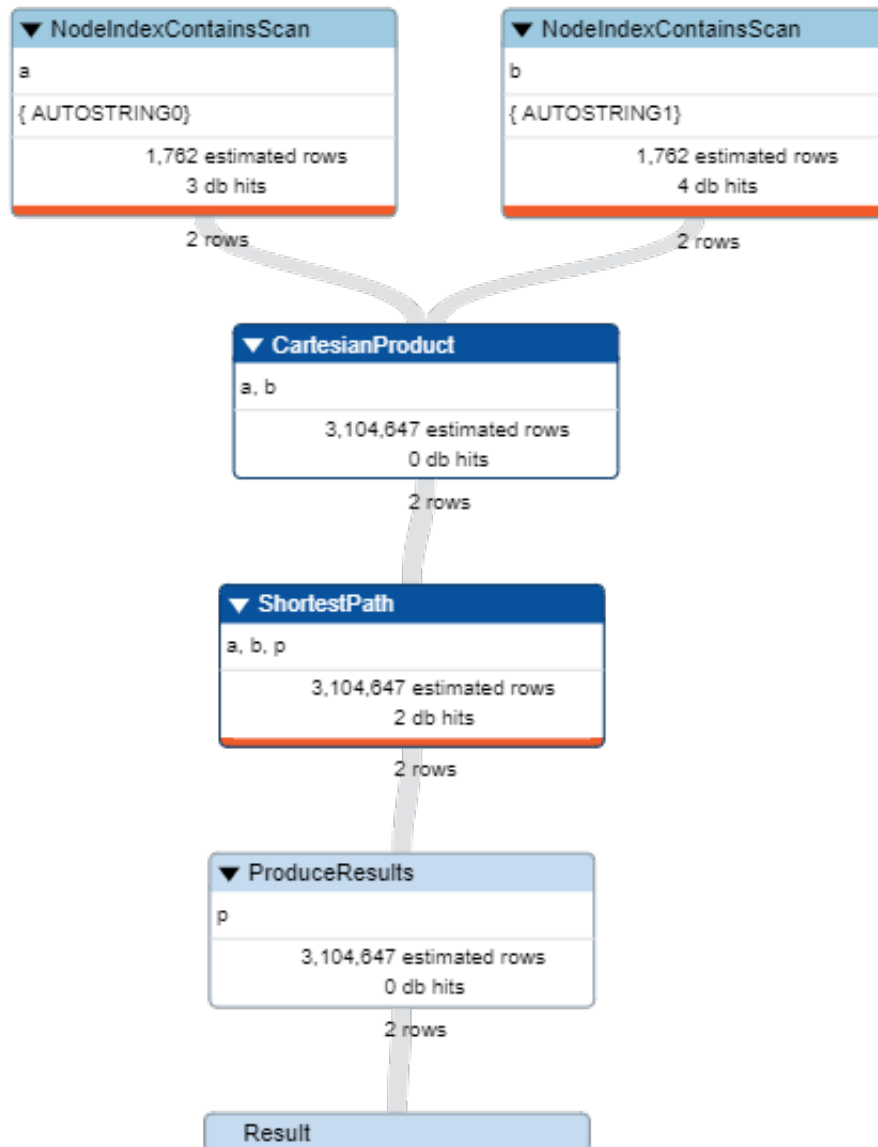 NodeIndexContainsScan
a
{ AUTOSTRING0}
1,762 estimated rows
3 db hits
2 rows
NodeIndexContainsScan
b
{ AUTOSTRING1}
1,762 estimated rows
4 db hits
2 rows
CartesianProduct
a, b
3,104,647 estimated rows
0 db hits
2 rows
ShortestPath
a, b, p
3,104,647 estimated rows
2 db hits
2 rows
ProduceResults
p
3,104,647 estimated rows
0 db hits
2 rows
Result